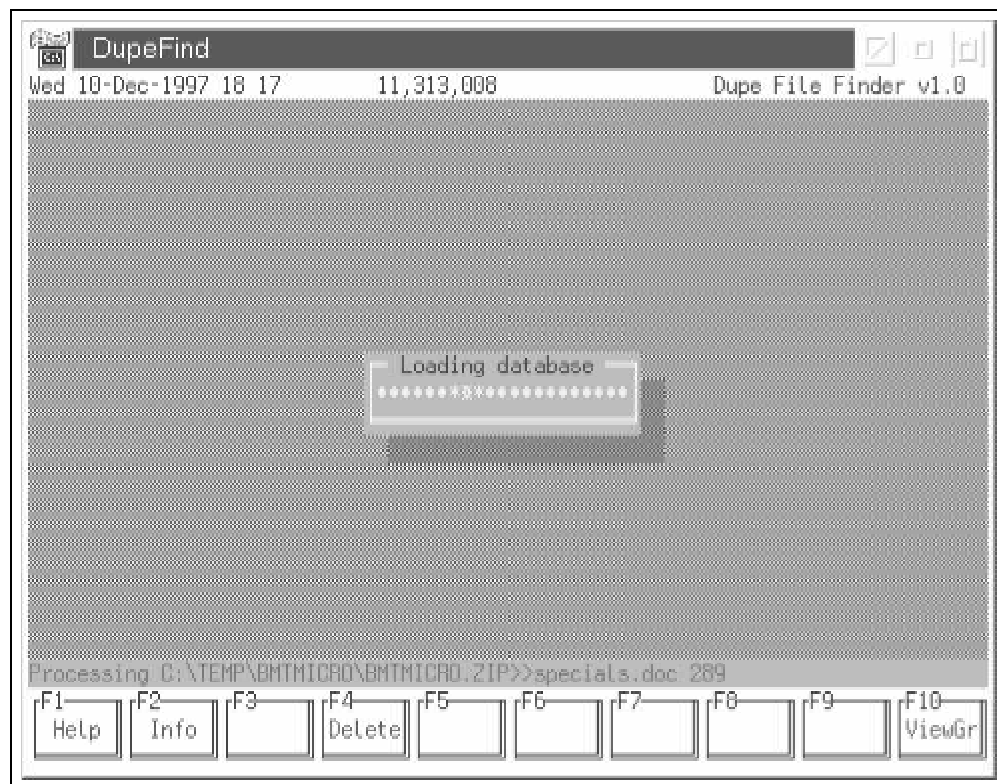 DupeFind
Wed 10-Dec-1997 18 17 11,313,008 Dupe File Finder v1.0
Loading database
Processing C:\TEMP\BMTMICRO\BMTMICRO.ZIP>>specials.doc 289
F1 F2 F3 F4 F5 F6 F7 F8 F9 F10
Help Info Delete ViewGr